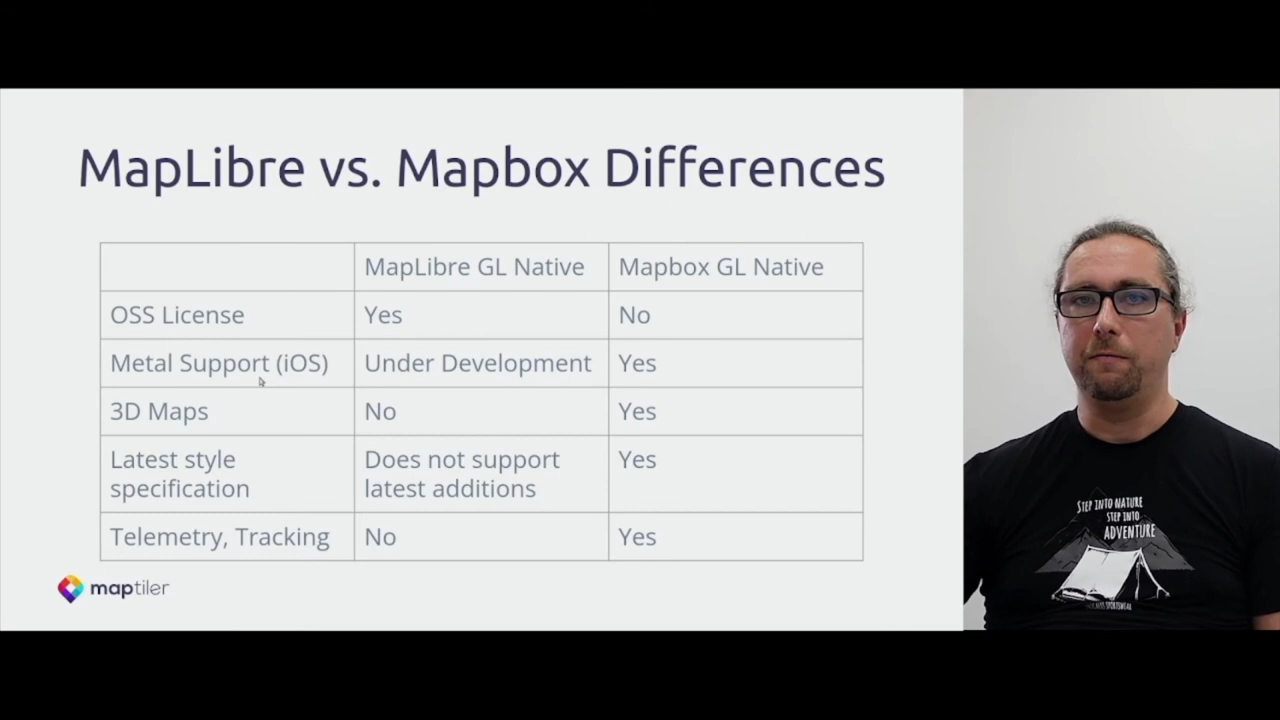 MapLibre vs. Mapbox Differences
MapLibre GL Native Mapbox GL Native
OSS License Yes No
Metal Support (iOS) Under Development Yes
3D Maps No Yes
Latest style specification Does not support latest additions Yes
Telemetry, Tracking No Yes
maptiler
STEP INTO NATURE
STEP INTO
ADVENTURE